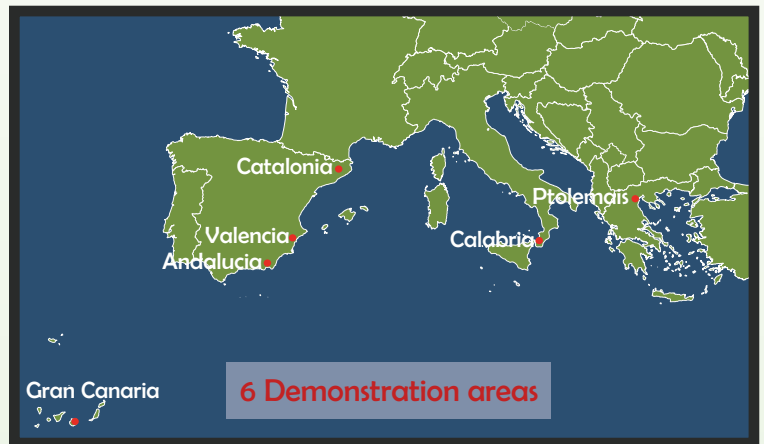 Catalonia
Ptolemais
Valencia
Calabria
Andalucia
Gran Canaria
6 Demonstration areas